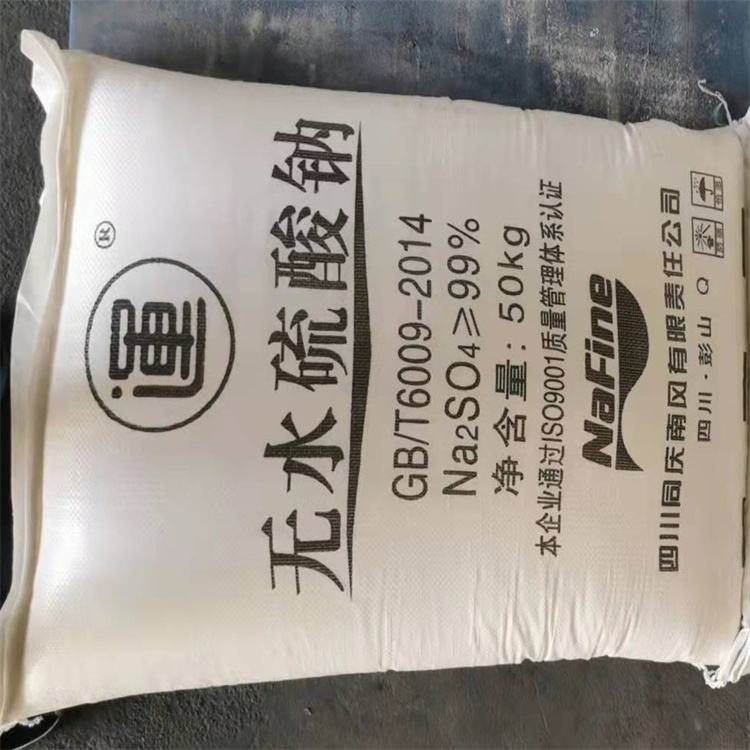 ®
運
无水硫酸钠
GB/T6009-2014
Na2SO4≥99%
净含量：50kg
本企业通过ISO9001质量管理体系认证
NaFine
四川同庆南风有限责任公司
四川·彭山 Q